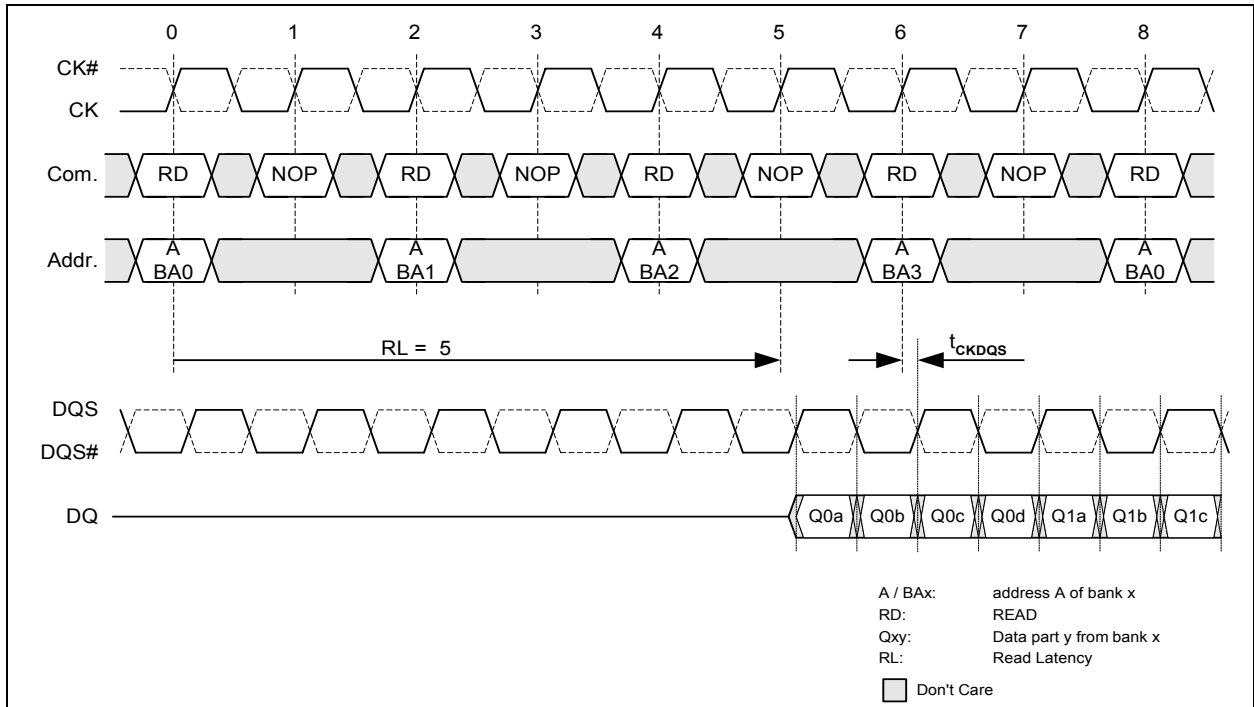 0 1 2 3 4 5 6 7 8
CK#
CK
Com. RD NOP RD NOP RD NOP RD NOP RD
Addr. A BA0 A BA1 A BA2 A BA3 A BA0
RL = 5 tCKDQS
DQS
DQS#
DQ Q0a Q0b Q0c Q0d Q1a Q1b Q1c
A / BAx: address A of bank x
RD: READ
Qxy: Data part y from bank x
RL: Read Latency
Don't Care